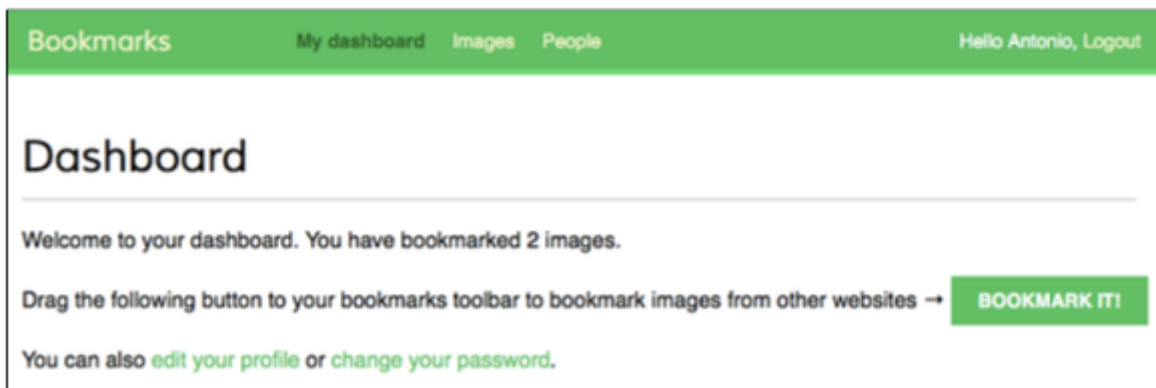 Bookmarks My dashboard Images People Hello Antonio, Logout
Dashboard
Welcome to your dashboard. You have bookmarked 2 images.
Drag the following button to your bookmarks toolbar to bookmark images from other websites → BOOKMARK IT!
You can also edit your profile or change your password.